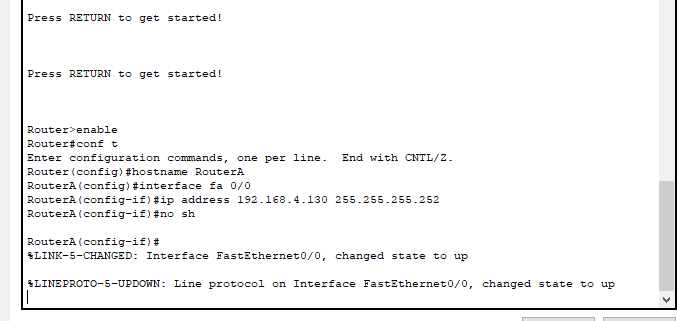 Press RETURN to get started!
Press RETURN to get started!
Router>enable
Router#conf t
Enter configuration commands, one per line.  End with CNTL/Z.
Router(config)#hostname RouterA
RouterA(config)#interface fa 0/0
RouterA(config-if)#ip address 192.168.4.130 255.255.255.252
RouterA(config-if)#no sh
RouterA(config-if)#
%LINK-5-CHANGED: Interface FastEthernet0/0, changed state to up
%LINEPROTO-5-UPDOWN: Line protocol on Interface FastEthernet0/0, changed state to up